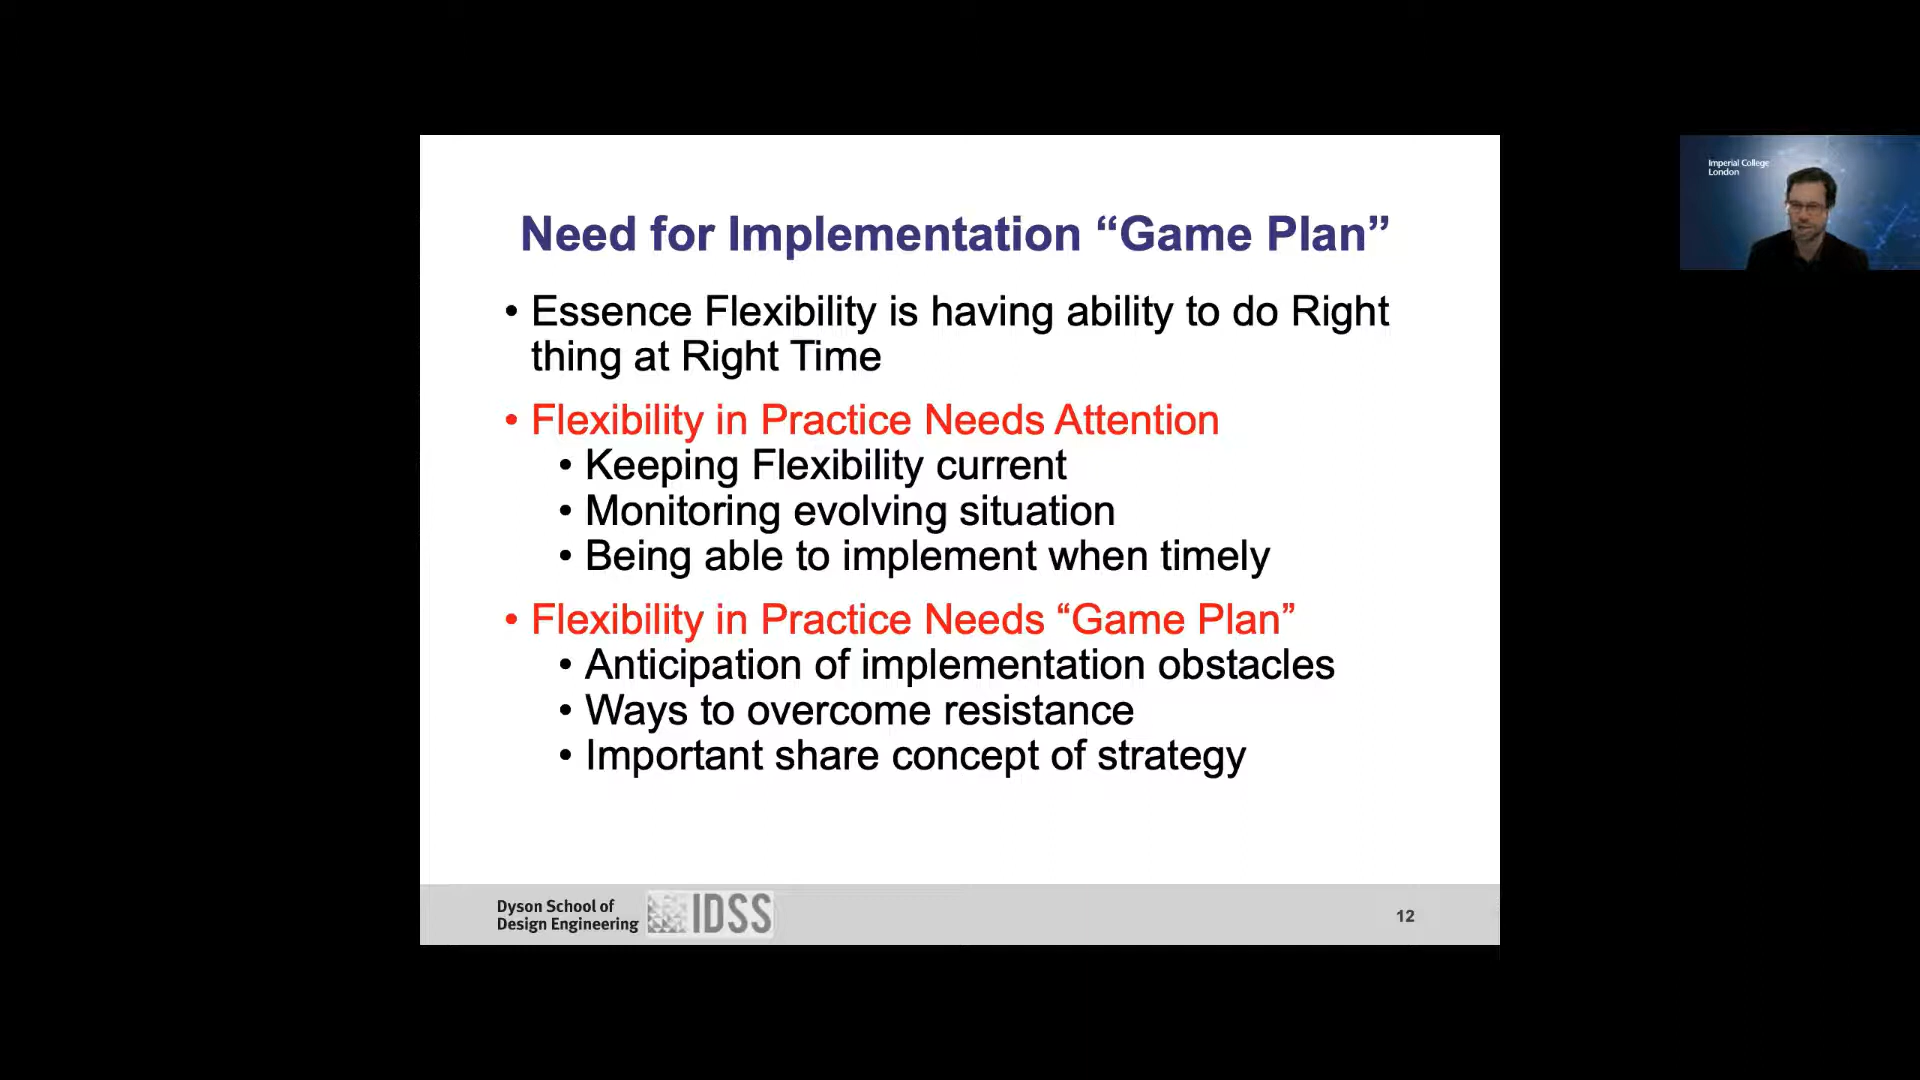 Need for Implementation “Game Plan”
• Essence Flexibility is having ability to do Right
thing at Right Time
• Flexibility in Practice Needs Attention
• Keeping Flexibility current
• Monitoring evolving situation
• Being able to implement when timely
• Flexibility in Practice Needs “Game Plan”
• Anticipation of implementation obstacles
• Ways to overcome resistance
• Important share concept of strategy
Dyson School of
Design Engineering
IDSS
12
Imperial College
London